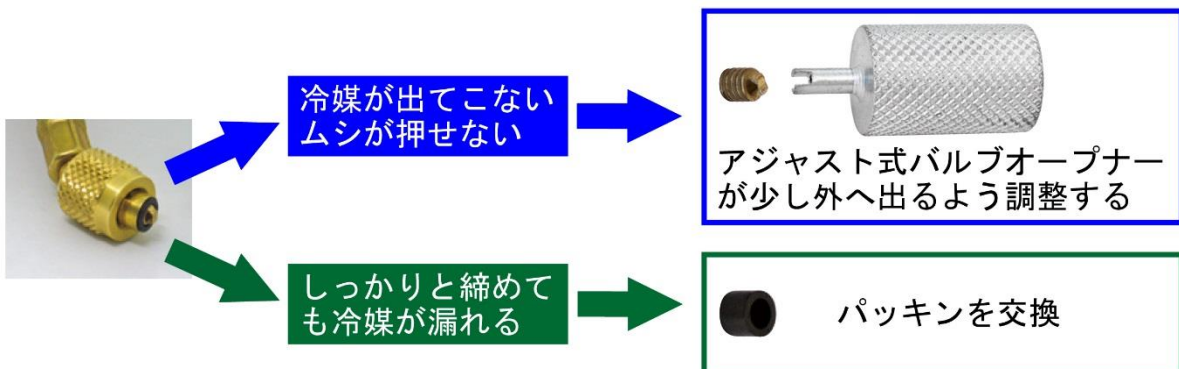 冷媒が出てこない
ムシが押せない
アジャスト式バルブオープナー
が少し外へ出るよう調整する
しっかりと締めて
も冷媒が漏れる
パッキンを交換